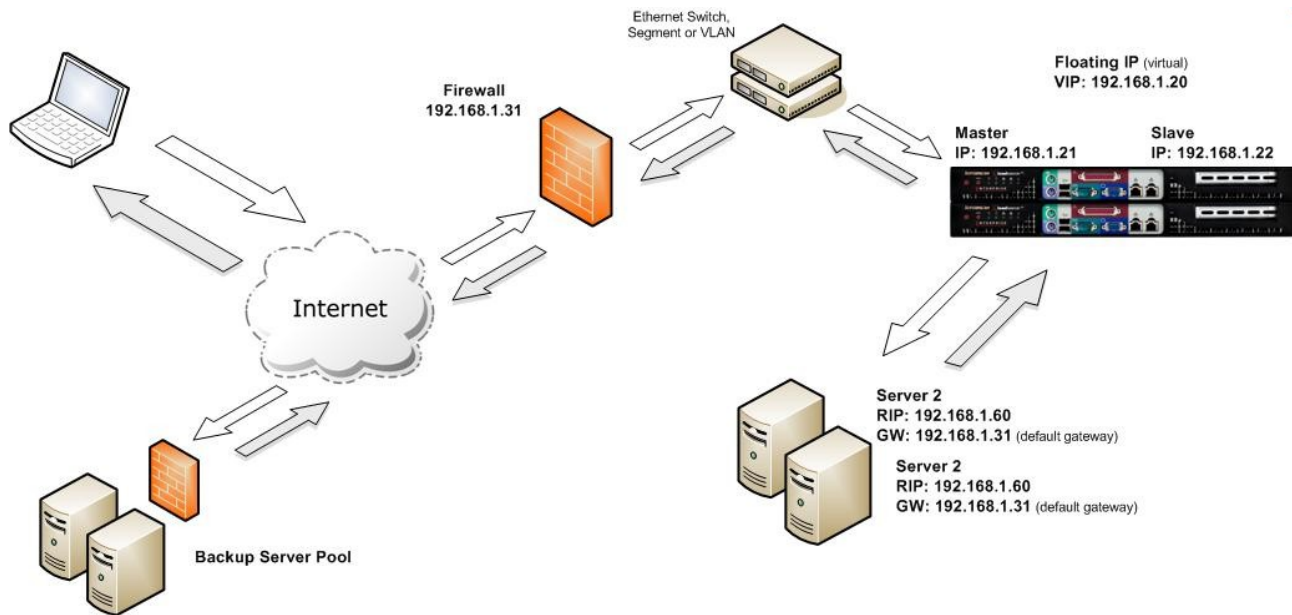 Ethernet Switch,
Segment or VLAN
Floating IP (virtual)
VIP: 192.168.1.20
Firewall
192.168.1.31
Master
IP: 192.168.1.21
Slave
IP: 192.168.1.22
Internet
Server 2
RIP: 192.168.1.60
GW: 192.168.1.31 (default gateway)
Server 2
RIP: 192.168.1.60
GW: 192.168.1.31 (default gateway)
Backup Server Pool